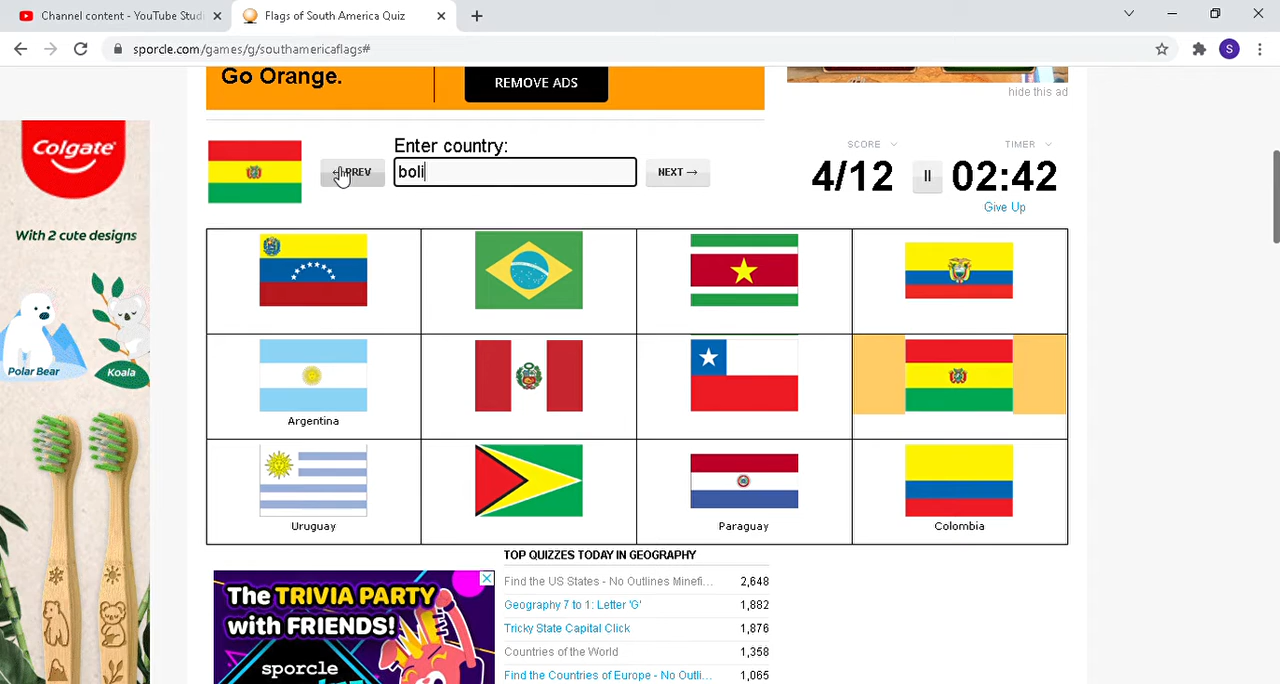 Channel content - YouTube Stud
Flags of South America Quiz
sporcle.com/games/g/southamericaflags#
S
Go Orange.
REMOVE ADS
hide this ad
Colgate
With 2 cute designs
Polar Bear
Koala
PREV
Enter country:
boli
NEXT →
SCORE
4/12
TIMER
02:42
Give Up
Argentina
Uruguay
Paraguay
Colombia
TOP QUIZZES TODAY IN GEOGRAPHY
Find the US States - No Outlines Minefi... 2,648
Geography 7 to 1: Letter 'G' 1,882
Tricky State Capital Click 1,876
Countries of the World 1,358
Find the Countries of Europe - No Outli... 1,065
The TRIVIA PARTY
with FRIENDS!
sporcle